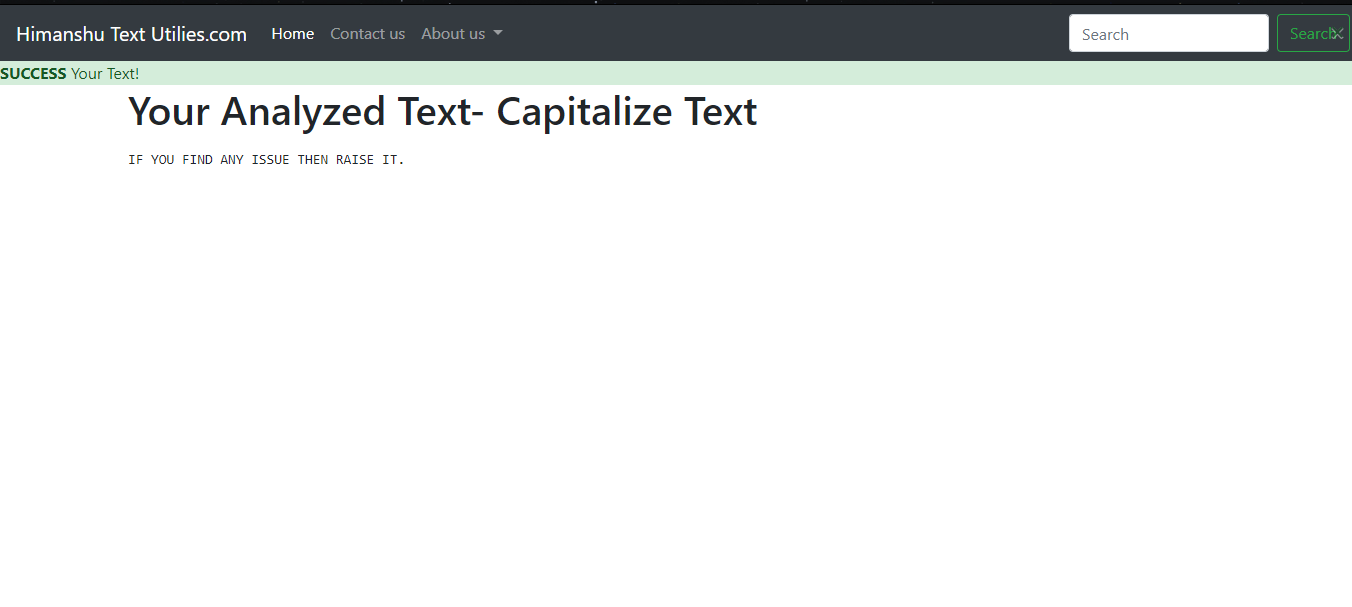 Himanshu Text Utilies.com Home Contact us About us Search Search
SUCCESS Your Text!
Your Analyzed Text- Capitalize Text
IF YOU FIND ANY ISSUE THEN RAISE IT.